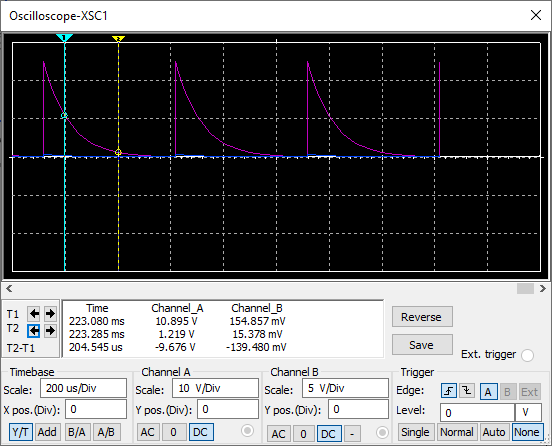 Oscilloscope-XSC1
1
2
T1
T2
T2-T1
Time Channel_A Channel_B
223.080 ms 10.895 V 154.857 mV
223.285 ms 1.219 V 15.378 mV
204.545 us -9.676 V -139.480 mV
Reverse
Save
Ext. trigger
Timebase
Scale: 200 us/Div
X pos.(Div): 0
Y/T Add B/A A/B
Channel A
Scale: 10 V/Div
Y pos.(Div): 0
AC 0 DC
Channel B
Scale: 5 V/Div
Y pos.(Div): 0
AC 0 DC -
Trigger
Edge: A B Ext
Level: 0 V
Single Normal Auto None